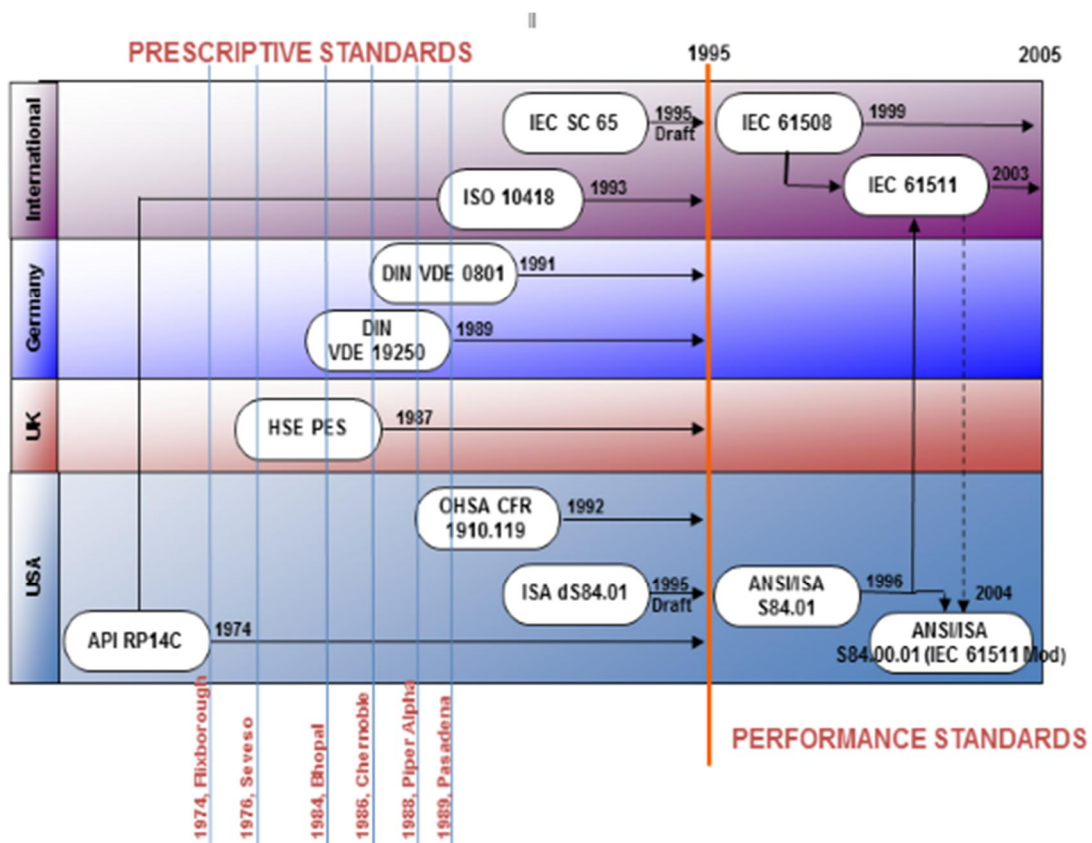 II
PRESCRIPTIVE STANDARDS
1995
2005
International
IEC SC 65
1995
Draft
IEC 61508
1999
ISO 10418
1993
IEC 61511
2003
Germany
DIN VDE 0801
1991
DIN
VDE 19250
1989
UK
HSE PES
1987
USA
OHSA CFR
1910.119
1992
ISA dS84.01
1995
Draft
ANSI/ISA
S84.01
1996
2004
API RP14C
1974
ANSI/ISA
S84.00.01 (IEC 61511 Mod)
1974, Flixborough
1976, Seveso
1984, Bhopal
1986, Chernoble
1988, Piper Alpha
1989, Pasadena
PERFORMANCE STANDARDS